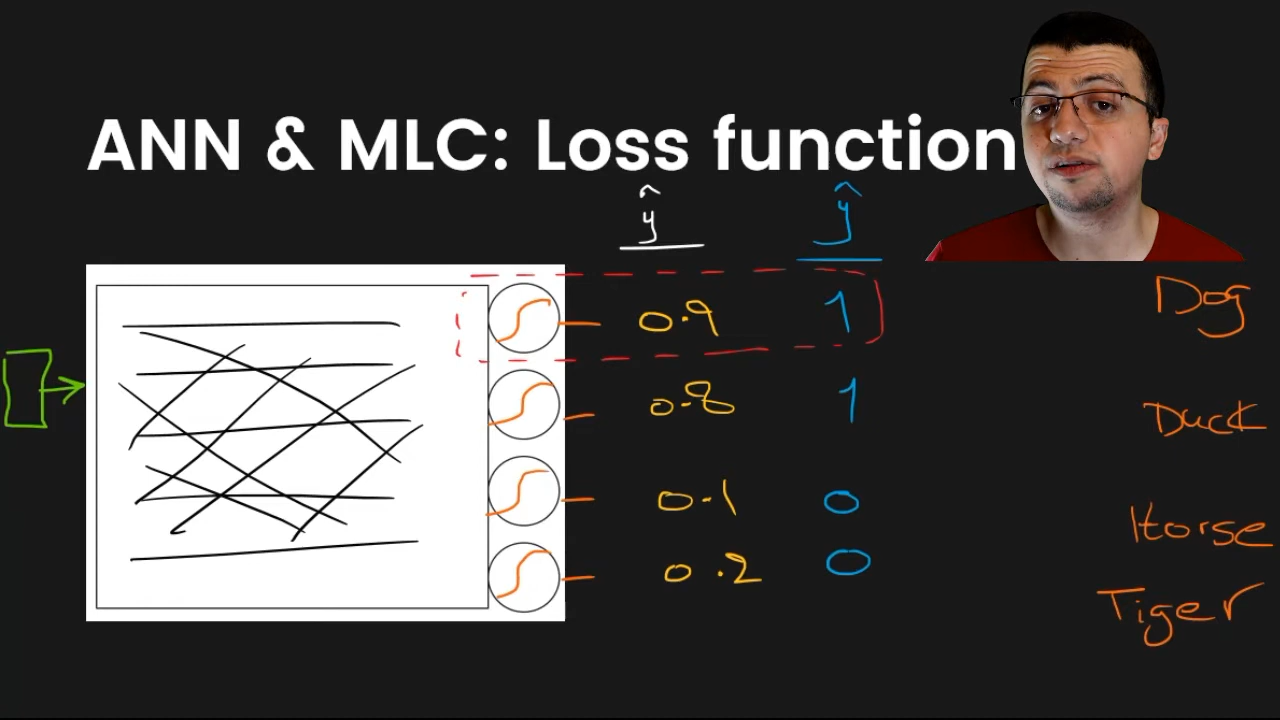 ANN & MLC: Loss function
ŷ ŷ
0.9 1 Dog
0.8 1 Duck
0.1 0 Horse
0.2 0 Tiger